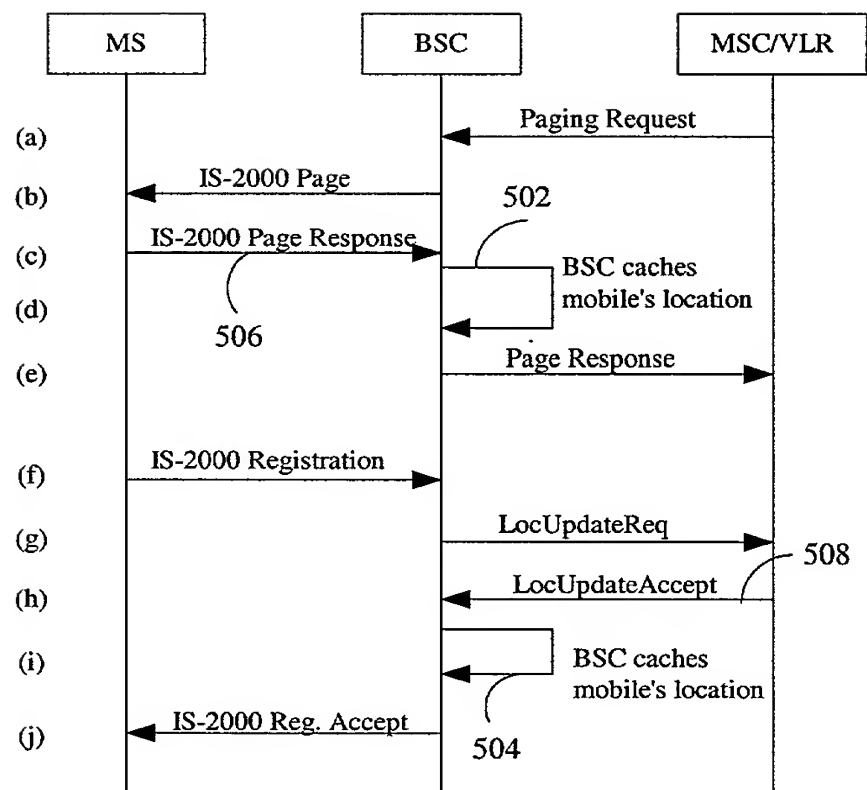 MS BSC MSC/VLR
(a) Paging Request
(b) IS-2000 Page
502
(c) IS-2000 Page Response
BSC caches
mobile's location
(d)
506
(e) Page Response
(f) IS-2000 Registration
(g) LocUpdateReq
508
(h) LocUpdateAccept
(i) BSC caches
mobile's location
(j) IS-2000 Reg. Accept
504